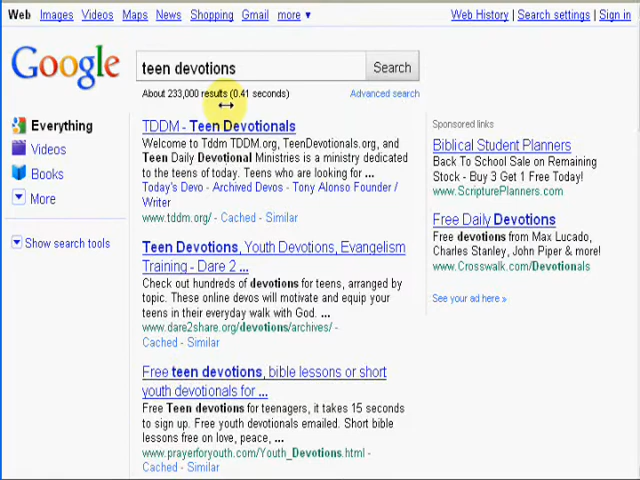 Web Images Videos Maps News Shopping Gmail more ▼ Web History | Search settings | Sign in
Google
teen devotions Search
About 233,000 results (0.41 seconds) Advanced search
Everything
Videos
Books
More
Show search tools
TDDM - Teen Devotionals
Welcome to Tddm TDDM.org, TeenDevotionals.org, and
Teen Daily Devotional Ministries is a ministry dedicated
to the teens of today. Teens who are looking for ...
Today's Devo - Archived Devos - Tony Alonso Founder /
Writer
www.tddm.org/ - Cached - Similar
Teen Devotions, Youth Devotions, Evangelism
Training - Dare 2 ...
Check out hundreds of devotions for teens, arranged by
topic. These online devos will motivate and equip your
teens in their everyday walk with God. ...
www.dare2share.org/devotions/archives/ -
Cached - Similar
Free teen devotions, bible lessons or short
youth devotionals for ...
Free Teen devotions for teenagers, it takes 15 seconds
to sign up. Free youth devotionals emailed. Short bible
lessons free on love, peace, ...
www.prayerforyouth.com/Youth_Devotions.html -
Cached - Similar
Sponsored links
Biblical Student Planners
Back To School Sale on Remaining
Stock - Buy 3 Get 1 Free Today!
www.ScripturePlanners.com
Free Daily Devotions
Free devotions from Max Lucado,
Charles Stanley, John Piper & more!
www.Crosswalk.com/Devotionals
See your ad here »